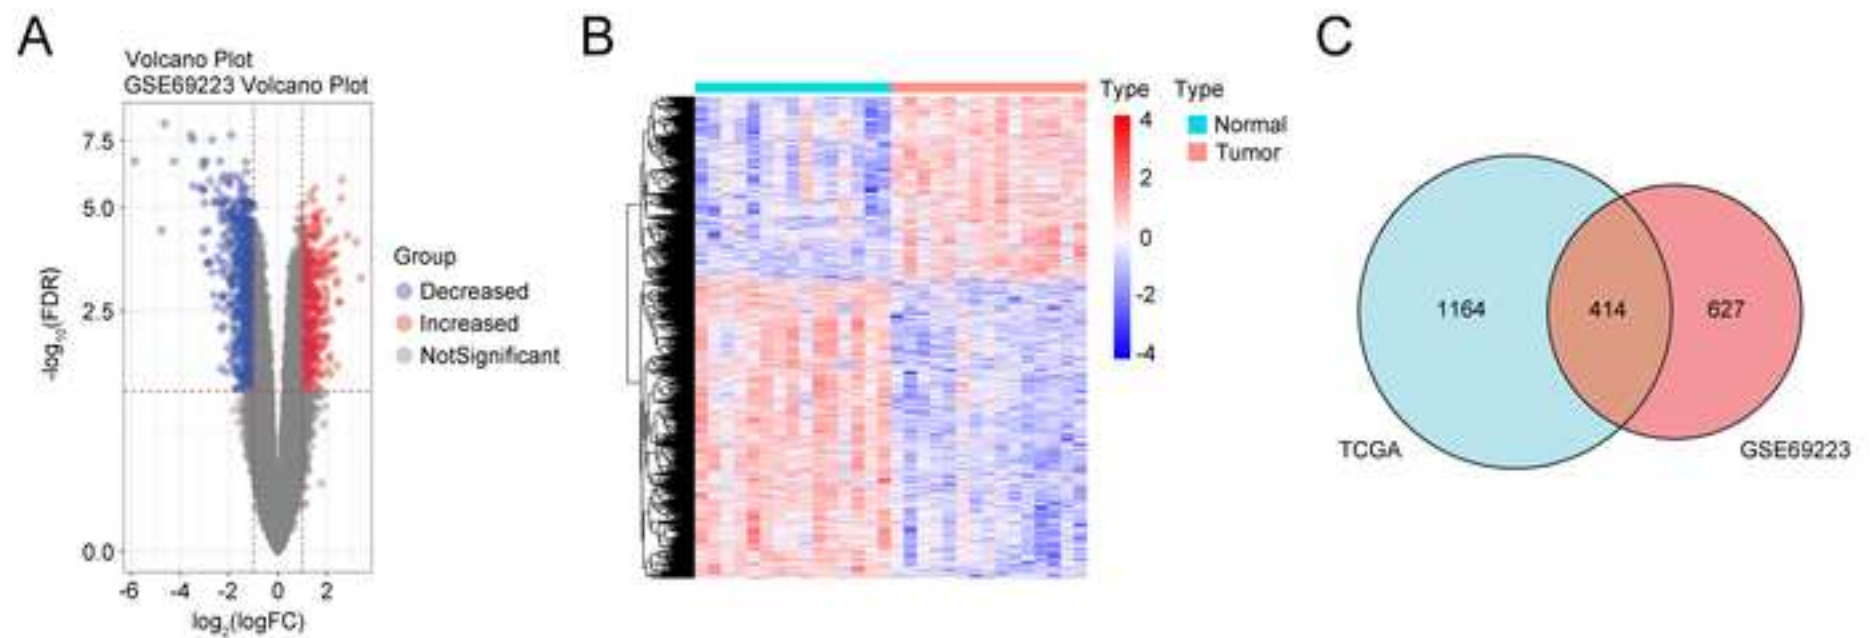 A
Volcano Plot
GSE69223 Volcano Plot
7.5
5.0
2.5
0.0
-log10(FDR)
-6 -4 -2 0 2
log2(logFC)
Group
Decreased
Increased
NotSignificant
B
Type
4
2
0
-2
-4
Type
Normal
Tumor
C
1164
414
627
TCGA
GSE69223